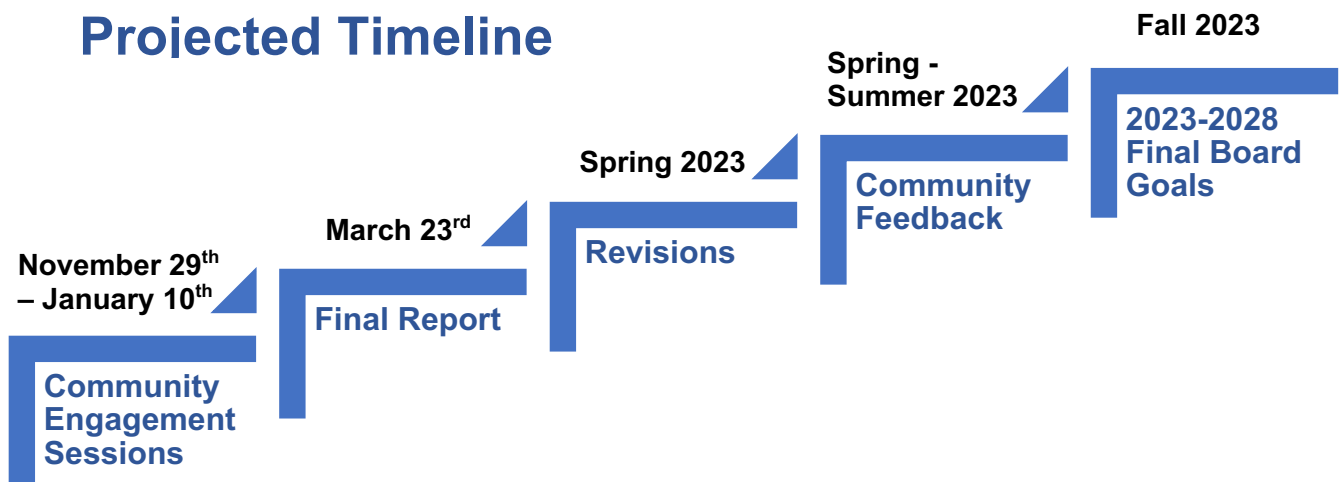 Projected Timeline
November 29th
– January 10th
Community
Engagement
Sessions
March 23rd
Final Report
Spring 2023
Revisions
Spring -
Summer 2023
Community
Feedback
Fall 2023
2023-2028
Final Board
Goals